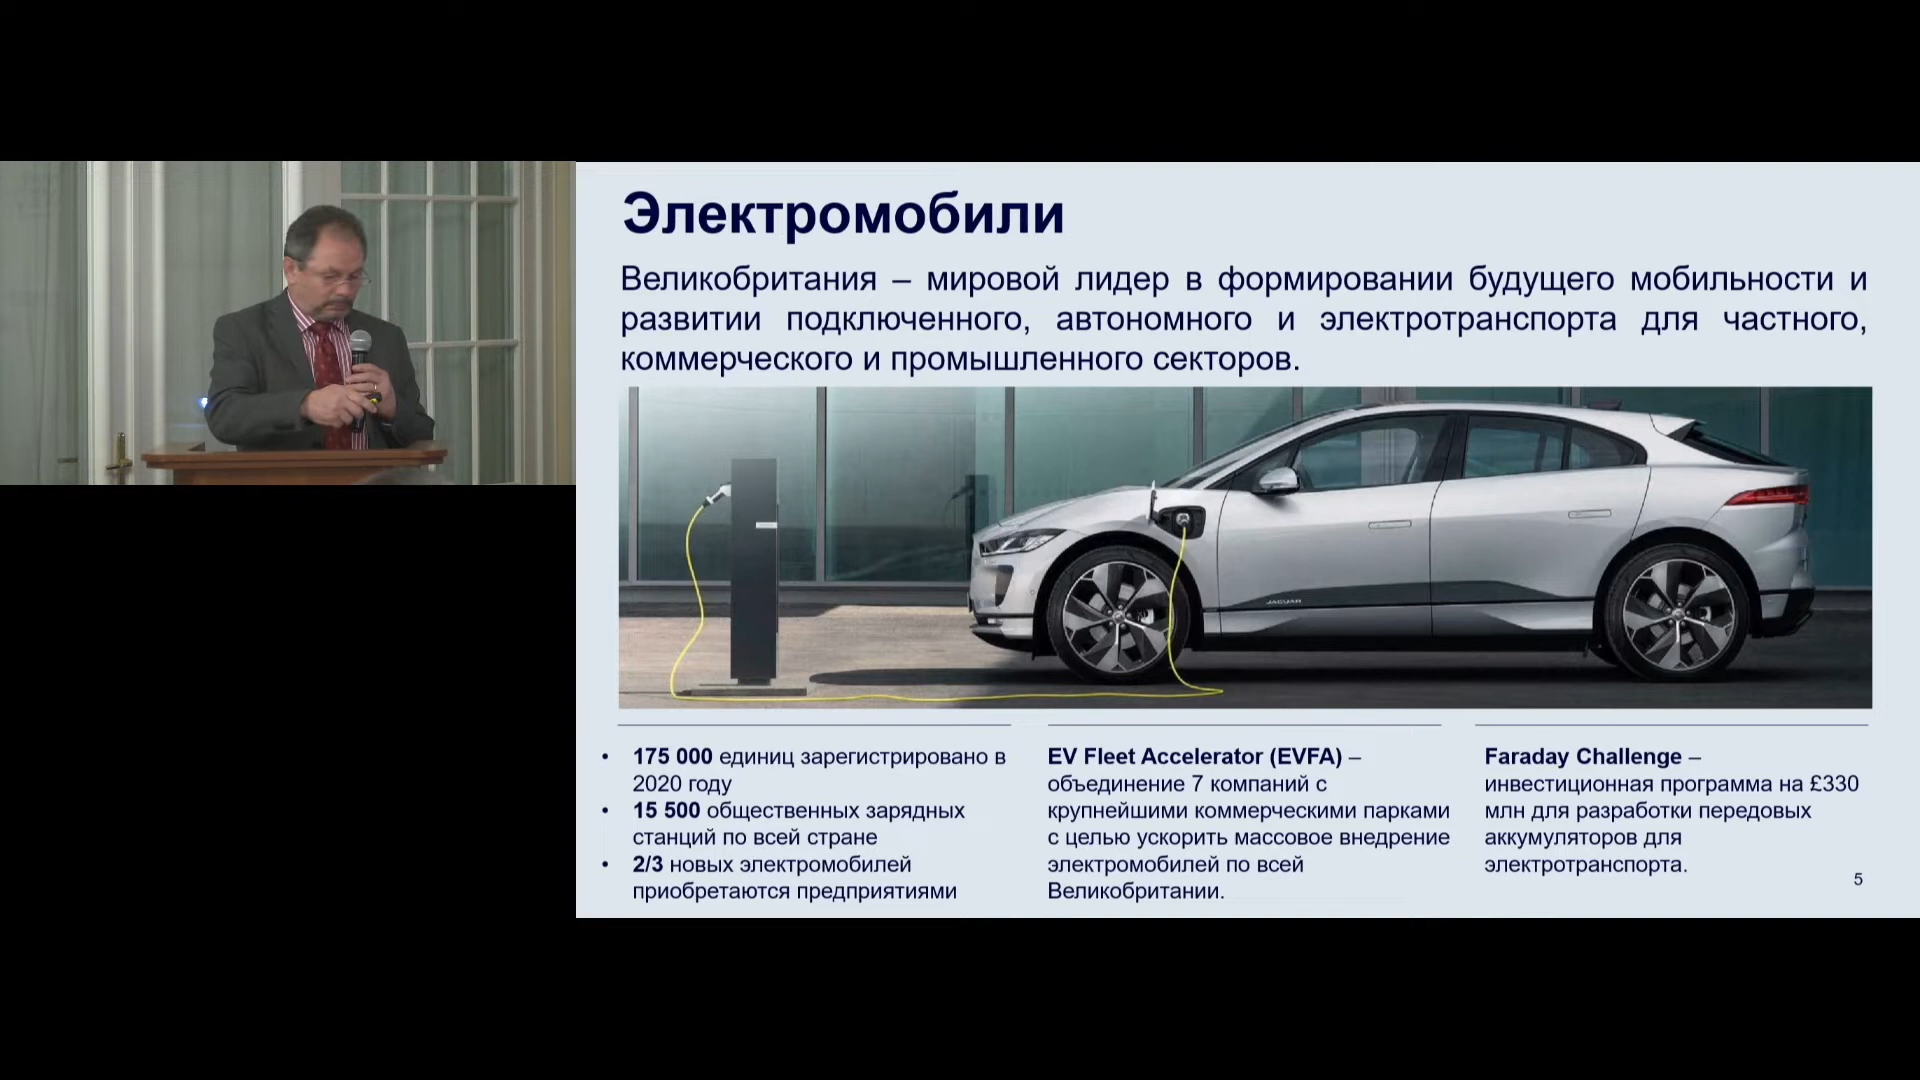 Электромобили
Великобритания – мировой лидер в формировании будущего мобильности и
развитии подключенного, автономного и электротранспорта для частного,
коммерческого и промышленного секторов.
JAGUAR
• 175 000 единиц зарегистрировано в
2020 году
• 15 500 общественных зарядных
станций по всей стране
• 2/3 новых электромобилей
приобретаются предприятиями
EV Fleet Accelerator (EVFA) –
объединение 7 компаний с
крупнейшими коммерческими парками
с целью ускорить массовое внедрение
электромобилей по всей
Великобритании.
Faraday Challenge –
инвестиционная программа на £330
млн для разработки передовых
аккумуляторов для
электротранспорта.
5